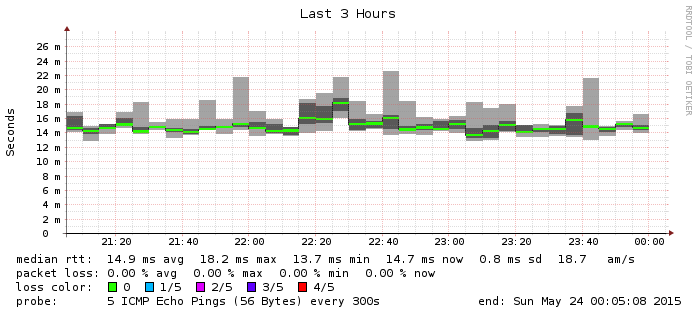 Last 3 Hours
RRDTOOL / TOBI OETIKER
Seconds
26 m
24 m
22 m
20 m
18 m
16 m
14 m
12 m
10 m
8 m
6 m
4 m
2 m
0
21:20 21:40 22:00 22:20 22:40 23:00 23:20 23:40 00:00
median rtt: 14.9 ms avg 18.2 ms max 13.7 ms min 14.7 ms now 0.8 ms sd 18.7 am/s
packet loss: 0.00 % avg 0.00 % max 0.00 % min 0.00 % now
loss color: 0 1/5 2/5 3/5 4/5
probe: 5 ICMP Echo Pings (56 Bytes) every 300s end: Sun May 24 00:05:08 2015